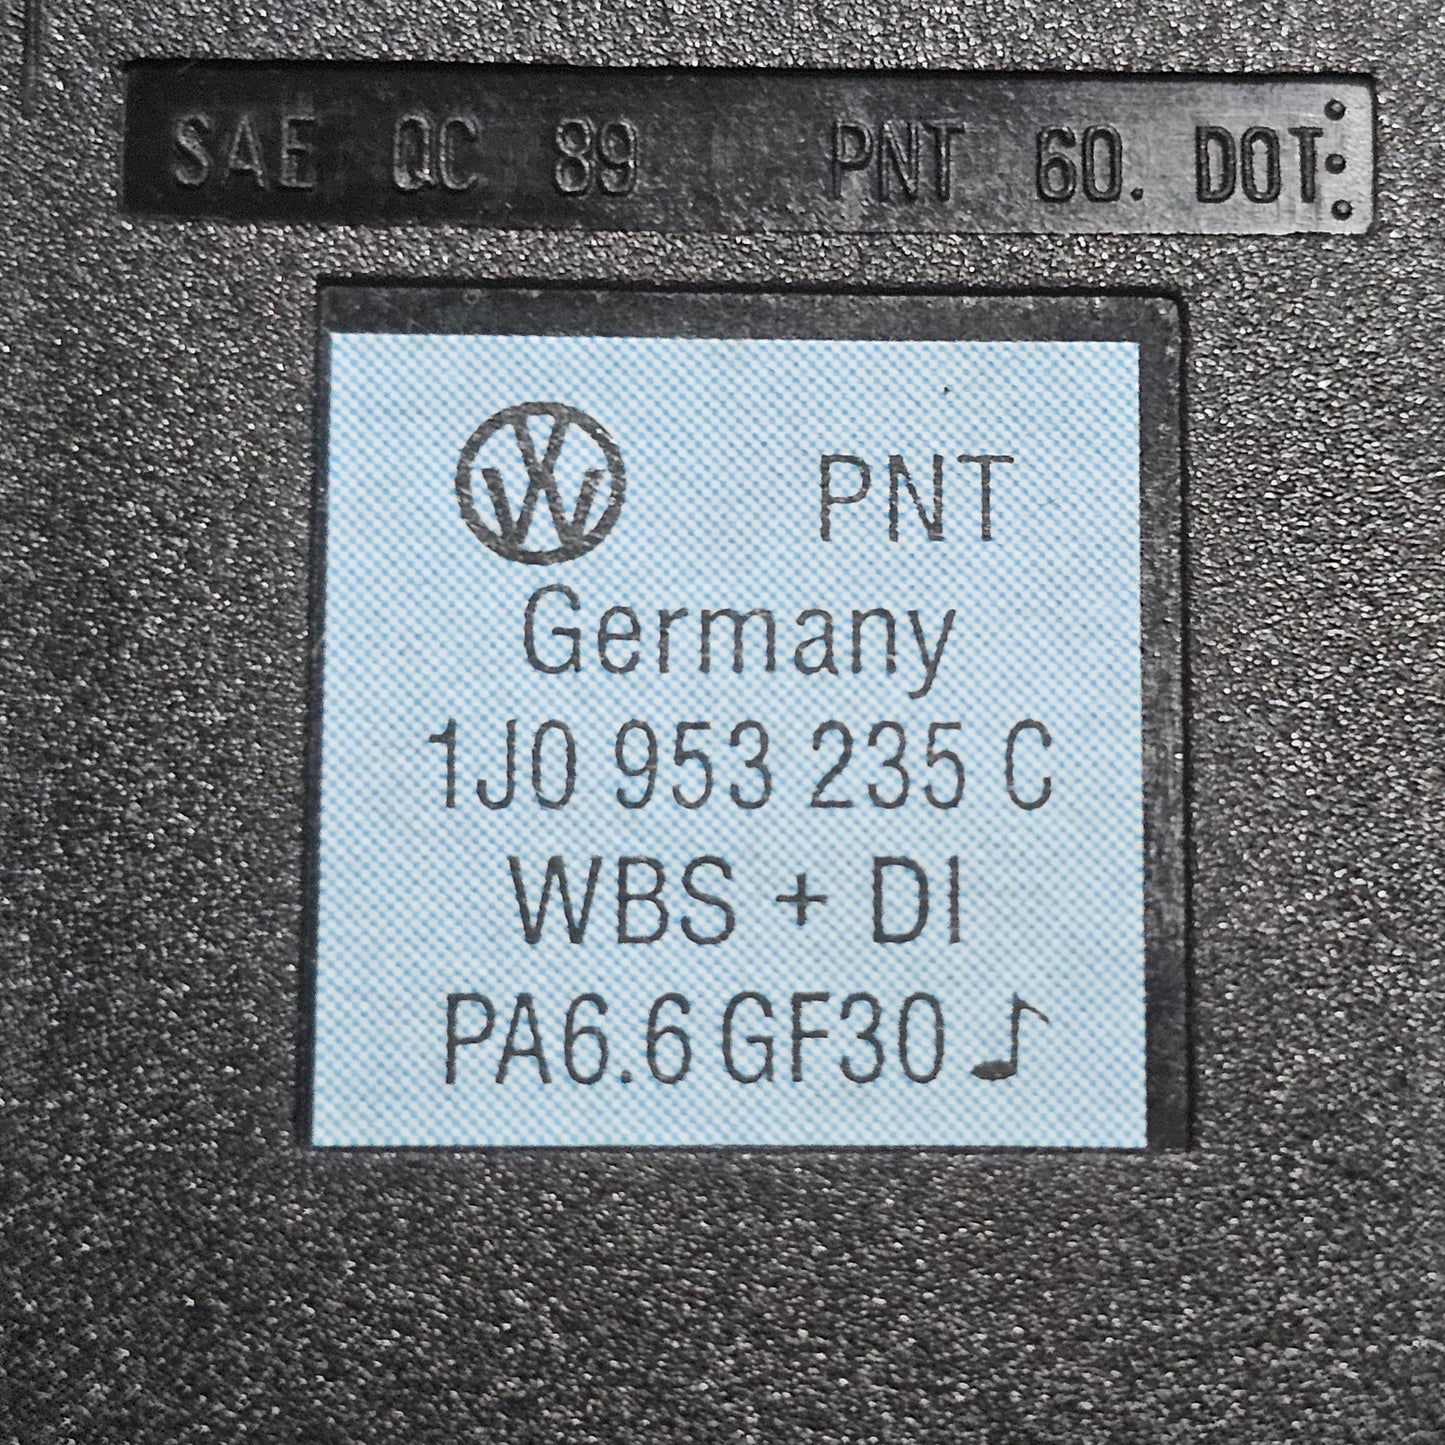 SAE QC 89 PNT 60. DOT
PNT
Germany
1J0 953 235 C
WBS + DI
PA6.6 GF30 ♪